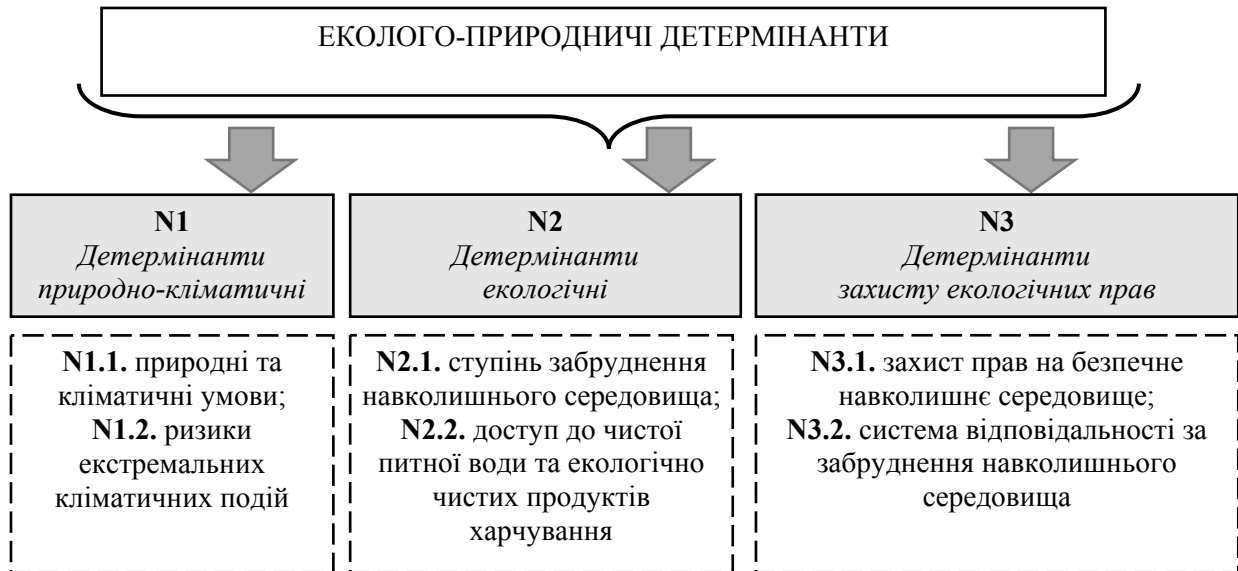 ЕКОЛОГО-ПРИРОДНИЧІ ДЕТЕРМІНАНТИ
N1
Детермінанти
природно-кліматичні
N2
Детермінанти
екологічні
N3
Детермінанти
захисту екологічних прав
N1.1. природні та
кліматичні умови;
N1.2. ризики
екстремальних
кліматичних подій
N2.1. ступінь забруднення
навколишнього середовища;
N2.2. доступ до чистої
питної води та екологічно
чистих продуктів
харчування
N3.1. захист прав на безпечне
навколишнє середовище;
N3.2. система відповідальності за
забруднення навколишнього
середовища